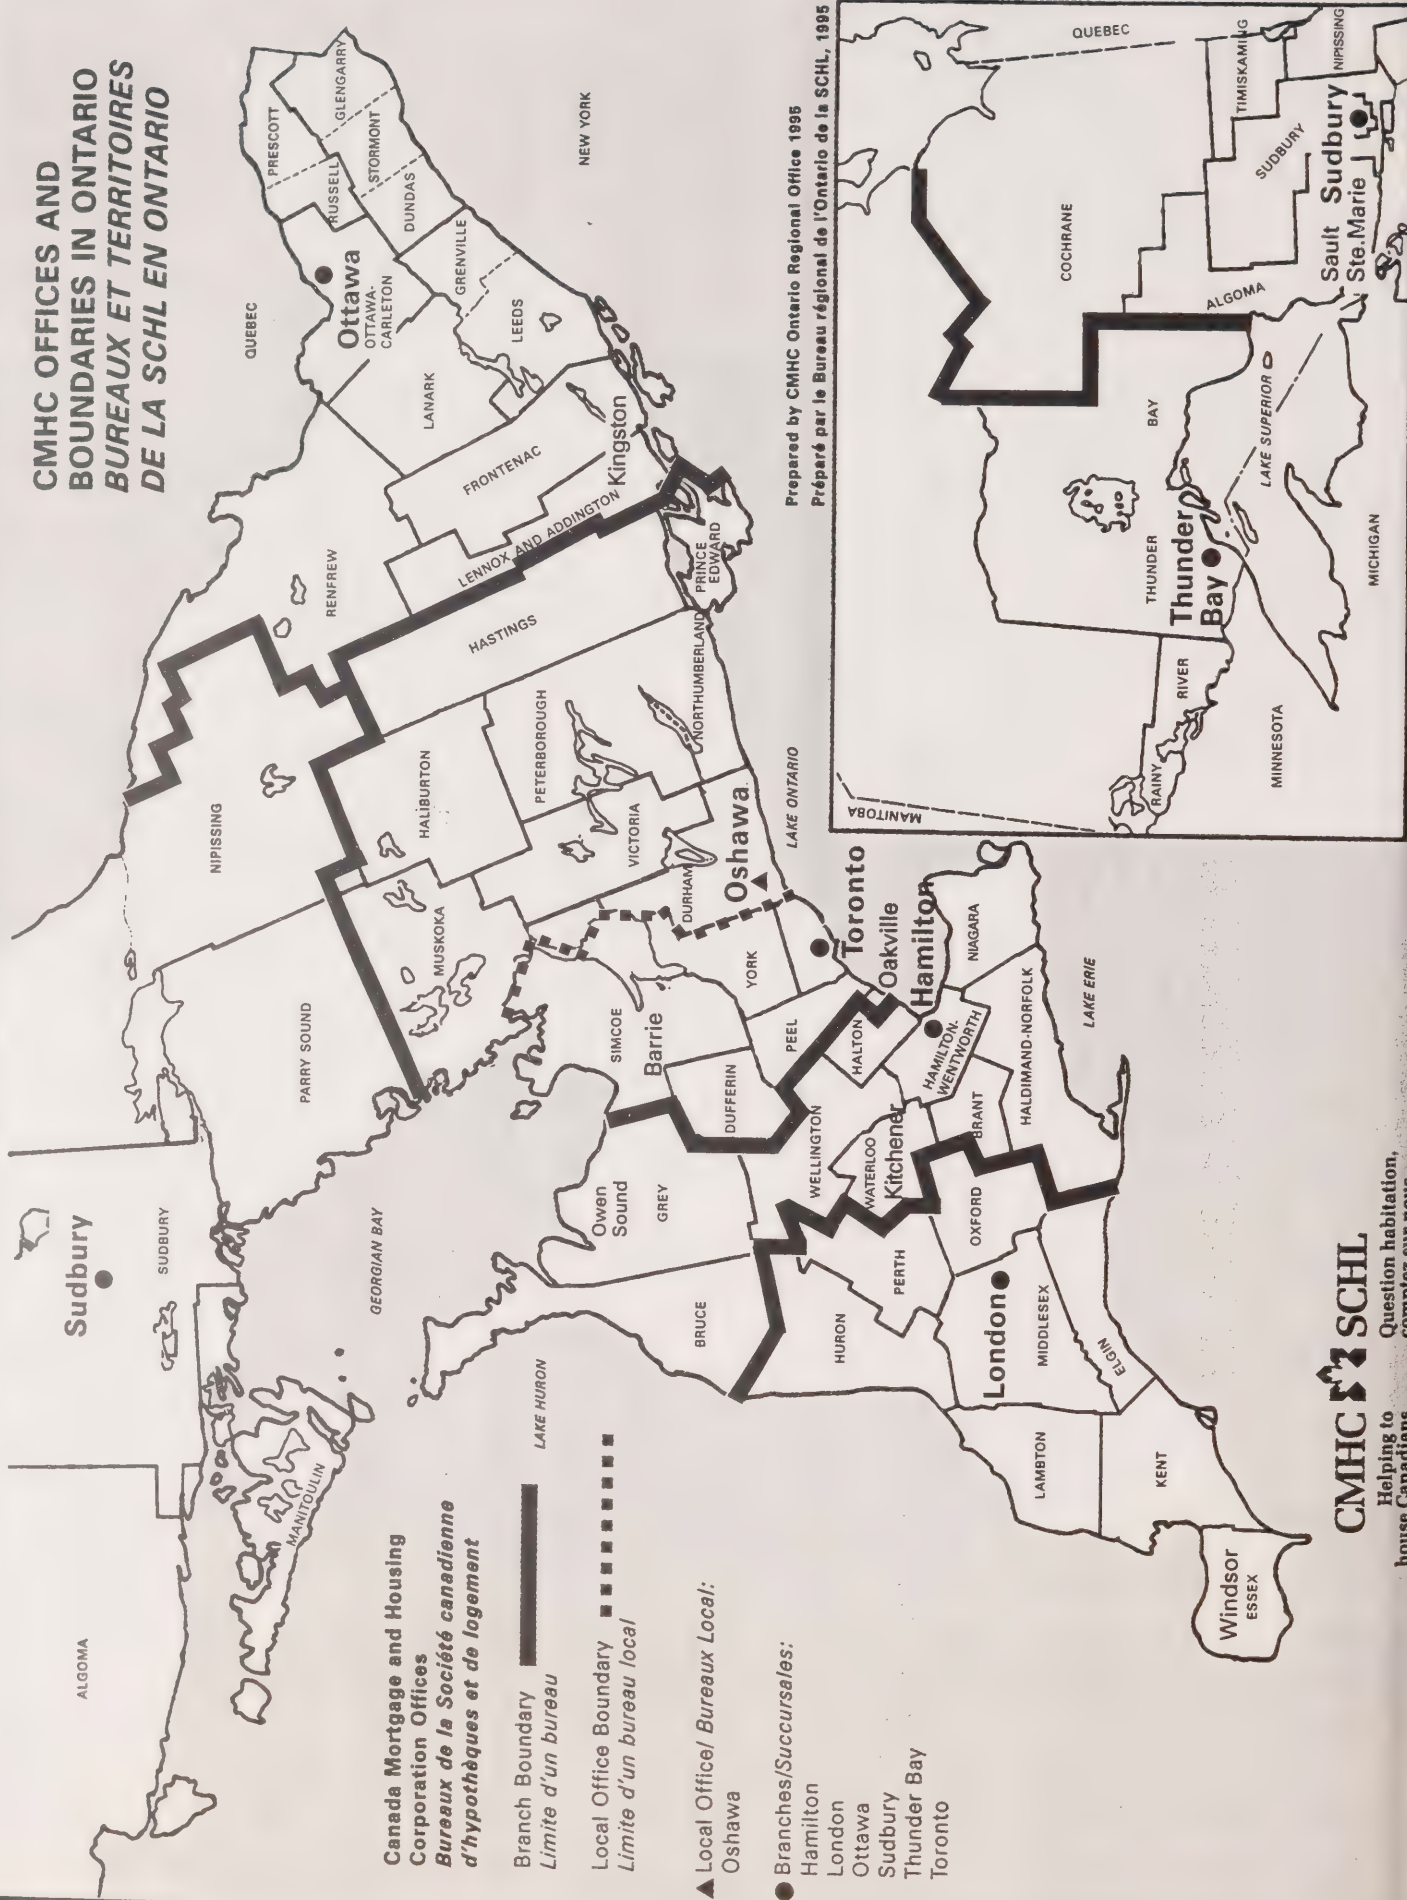 CMHC OFFICES AND
BOUNDARIES IN ONTARIO
BUREAUX ET TERRITOIRES
DE LA SCHL EN ONTARIO
QUEBEC
PRESCOTT
GLENGARRY
RUSSELL
STORMONT
DUNDAS
Ottawa
OTTAWA-
CARLETON
GRENVILLE
LEEDS
NEW YORK
LANARK
FRONTENAC
Kingston
LENNOX AND ADDINGTON
RENFREW
HASTINGS
PRINCE
EDWARD
NIPISSING
HALIBURTON
PETERBOROUGH
NORTHUMBERLAND
VICTORIA
DURHAM
Oshawa
LAKE ONTARIO
PARRY SOUND
MUSKOKA
SIMCOE
Barrie
YORK
Toronto
PEEL
Oakville
HALTON
Hamilton
HAMILTON-
WENTWORTH
NIAGARA
HALDIMAND-NORFOLK
LAKE ERIE
DUFFERIN
WELLINGTON
WATERLOO
Kitchener
BRANT
Sudbury
SUDBURY
GEORGIAN BAY
Owen
Sound
GREY
BRUCE
HURON
PERTH
OXFORD
London
MIDDLESEX
ELGIN
LAMBTON
KENT
Windsor
ESSEX
LAKE HURON
MANITOULIN
ALGOMA
Canada Mortgage and Housing
Corporation Offices
Bureaux de la Société canadienne
d'hypothèques et de logement
Branch Boundary
Limite d'un bureau
Local Office Boundary
Limite d'un bureau local
Local Office/ Bureaux Local:
Oshawa
Branches/Succursales:
Hamilton
London
Ottawa
Sudbury
Thunder Bay
Toronto
Prepared by CMHC Ontario Regional Office 1995
Préparé par le Bureau régional de l'Ontario de la SCHL, 1995
QUEBEC
TIMISKAMING
NIPISSING
COCHRANE
SUDBURY
Sudbury
Sault
Ste.Marie
ALGOMA
THUNDER
BAY
Thunder
Bay
LAKE SUPERIOR
MICHIGAN
RAINY
RIVER
MINNESOTA
MANITOBA
CMHC SCHL
Helping to
house Canadians
Question habitation,
comptez sur nous